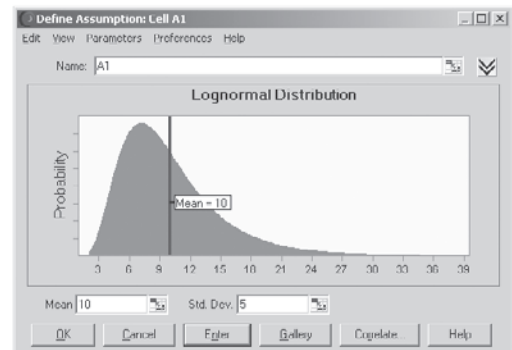 Define Assumption: Cell A1
Edit View Parameters Preferences Help
Name: A1
Lognormal Distribution
Probability
Mean = 10
3 6 9 12 15 18 21 24 27 30 33 36 39
Mean 10 Std. Dev. 5
OK Cancel Enter Gallery Correlate... Help